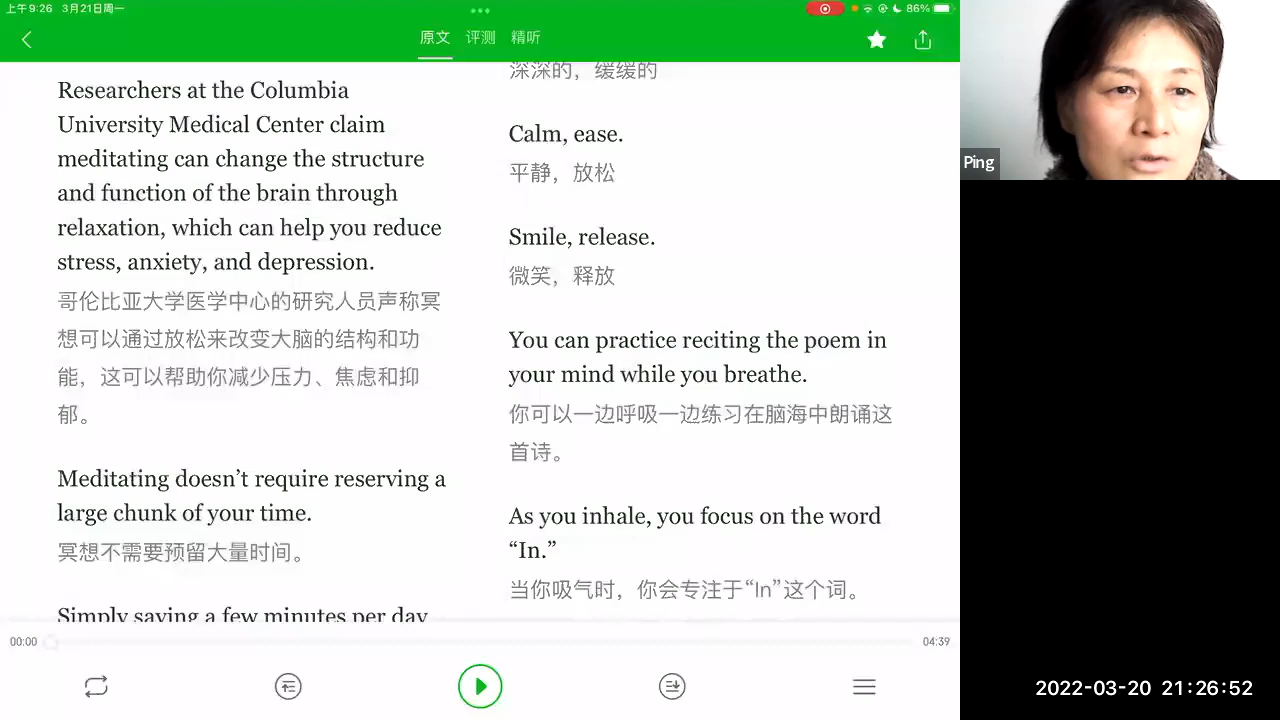 上午9:26 3月21日周一
86%
原文 评测 精听
Researchers at the Columbia
University Medical Center claim
meditating can change the structure
and function of the brain through
relaxation, which can help you reduce
stress, anxiety, and depression.
哥伦比亚大学医学中心的研究人员声称冥
想可以通过放松来改变大脑的结构和功
能，这可以帮助你减少压力、焦虑和抑
郁。
Meditating doesn’t require reserving a
large chunk of your time.
冥想不需要预留大量时间。
Simply saving a few minutes per day
深深的，缓缓的
Calm, ease.
平静，放松
Smile, release.
微笑，释放
You can practice reciting the poem in
your mind while you breathe.
你可以一边呼吸一边练习在脑海中朗诵这
首诗。
As you inhale, you focus on the word
“In.”
当你吸气时，你会专注于“In”这个词。
00:00
04:39
Ping
2022-03-20 21:26:52